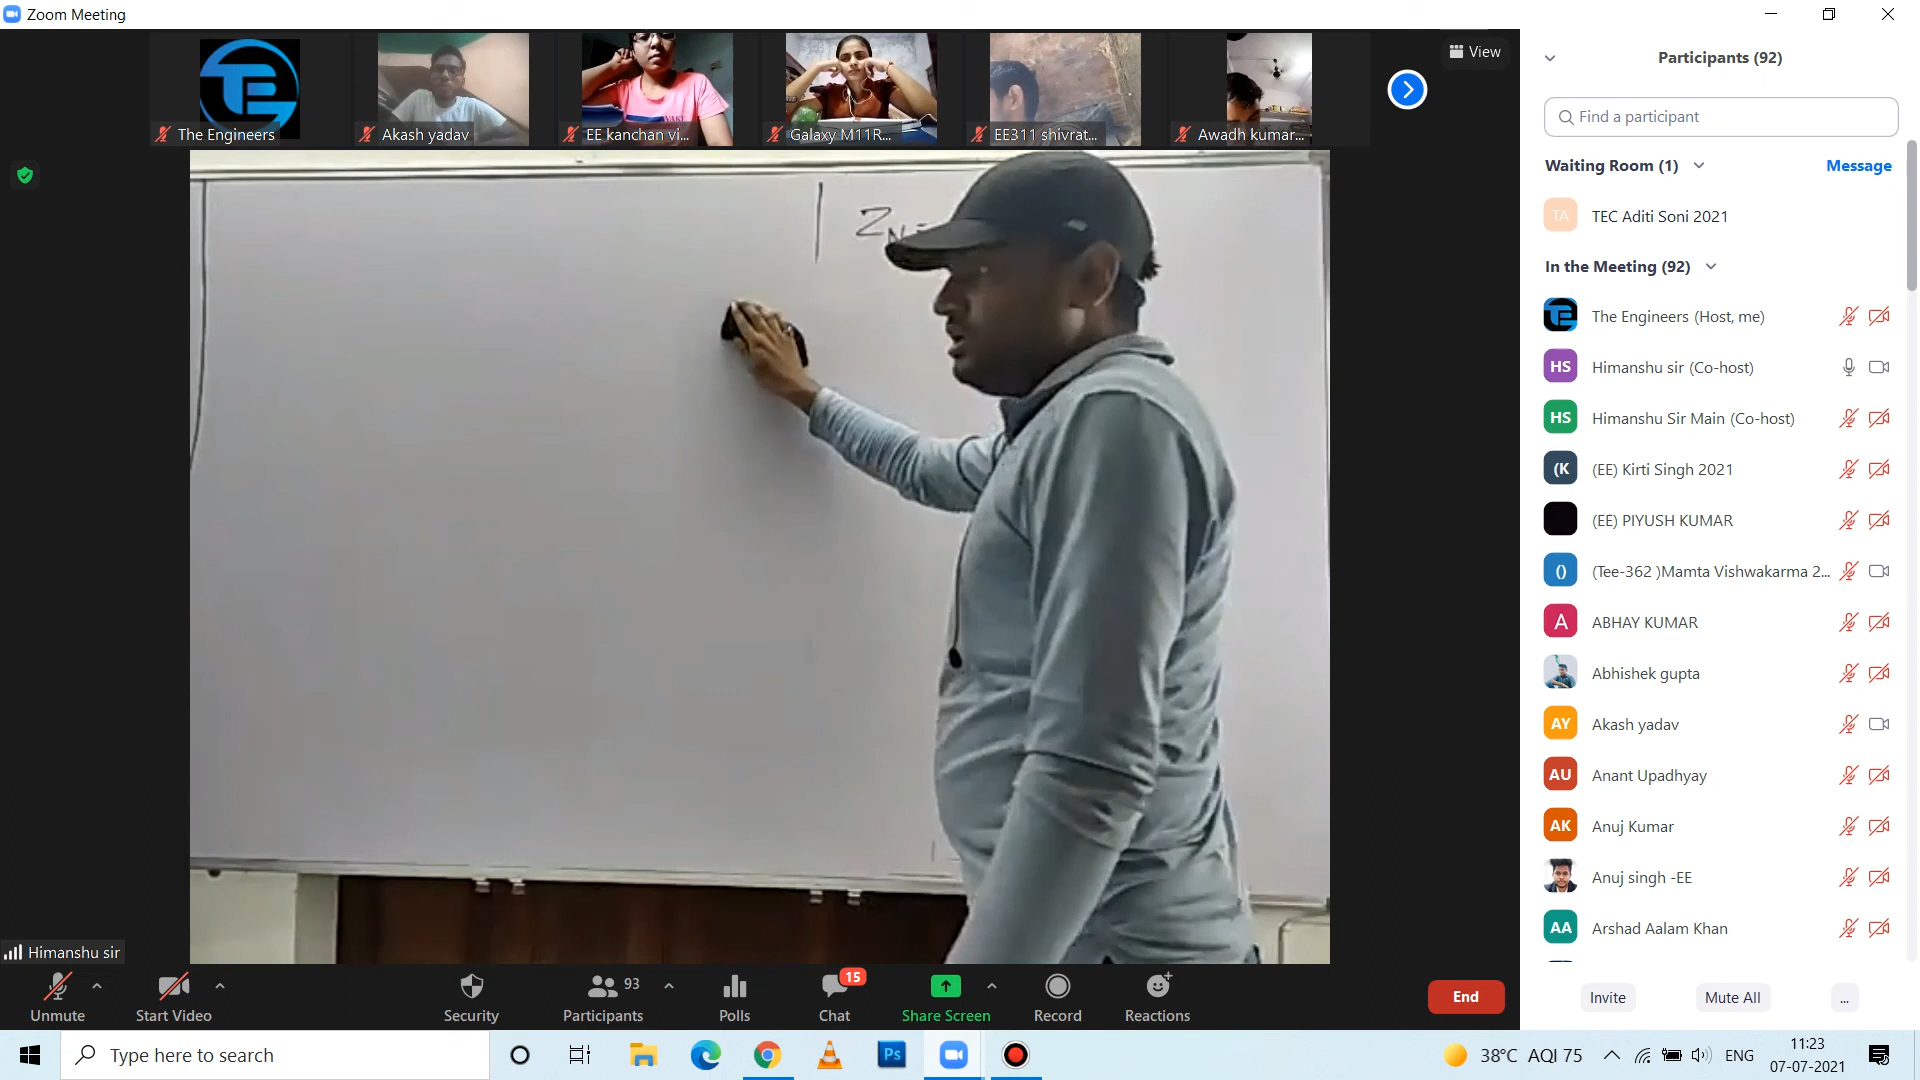 Zoom Meeting
The Engineers
Akash yadav
EE kanchan vi...
Galaxy M11R...
EE311 shivrat...
Awadh kumar...
View
Z
Himanshu sir
Unmute
Start Video
Security
Participants
93
Polls
Chat
15
Share Screen
Record
Reactions
End
Participants (92)
Find a participant
Waiting Room (1)
Message
TA
TEC Aditi Soni 2021
In the Meeting (92)
The Engineers (Host, me)
HS
Himanshu sir (Co-host)
HS
Himanshu Sir Main (Co-host)
(K
(EE) Kirti Singh 2021
(EE) PIYUSH KUMAR
()
(Tee-362 )Mamta Vishwakarma 2...
A
ABHAY KUMAR
Abhishek gupta
AY
Akash yadav
AU
Anant Upadhyay
AK
Anuj Kumar
Anuj singh -EE
AA
Arshad Aalam Khan
Invite
Mute All
...
Type here to search
Ps
38°C AQI 75
ENG
11:23
07-07-2021